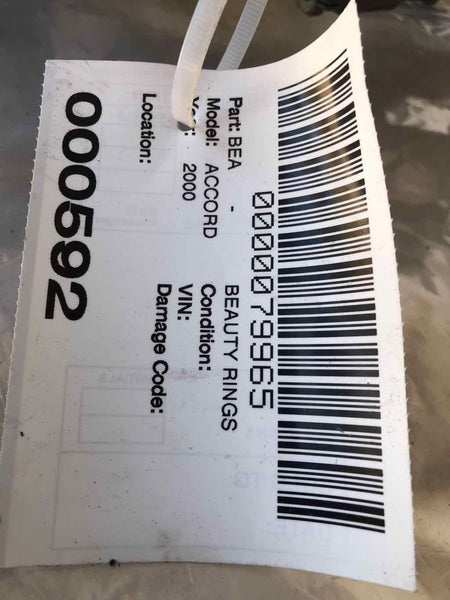 0000079965
Part: BEA - BEAUTY RINGS
Model: ACCORD Condition:
2000 VIN:
Location: Damage Code:
000592